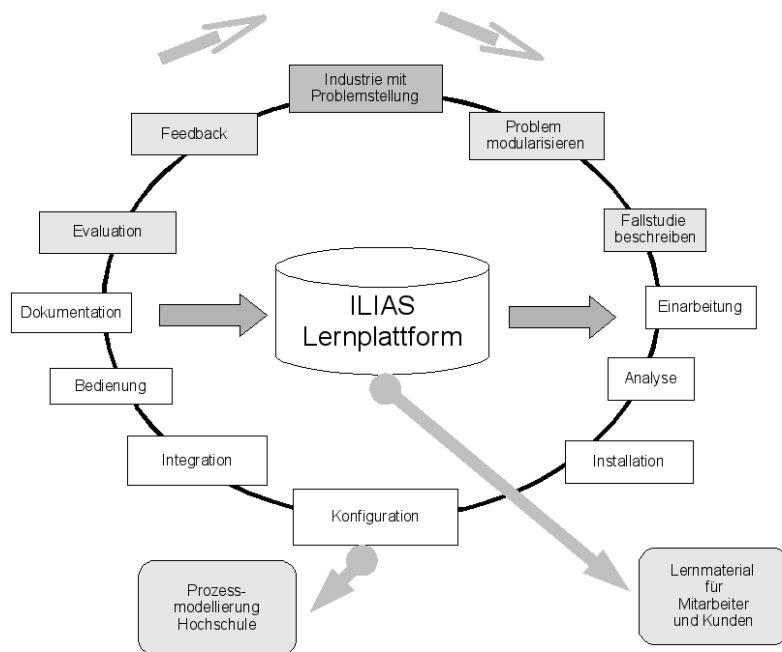 Industrie mit
Problemstellung
Problem
modularisieren
Fallstudie
beschreiben
Einarbeitung
Analyse
Installation
Konfiguration
Integration
Bedienung
Dokumentation
Evaluation
Feedback
ILIAS
Lernplattform
Prozess-
modellierung
Hochschule
Lernmaterial
für
Mitarbeiter
und Kunden